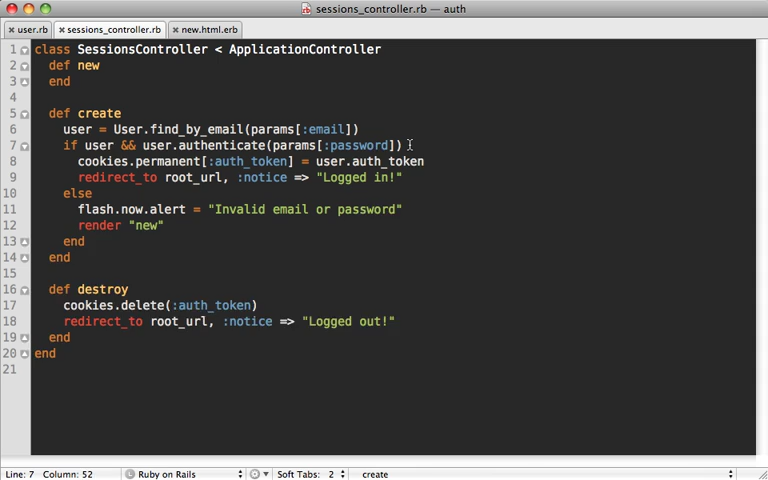 sessions_controller.rb — auth
user.rb
sessions_controller.rb
new.html.erb
1 class SessionsController < ApplicationController
2 def new
3 end
4
5 def create
6 user = User.find_by_email(params[:email])
7 if user && user.authenticate(params[:password])
8 cookies.permanent[:auth_token] = user.auth_token
9 redirect_to root_url, :notice => "Logged in!"
10 else
11 flash.now.alert = "Invalid email or password"
12 render "new"
13 end
14 end
15
16 def destroy
17 cookies.delete(:auth_token)
18 redirect_to root_url, :notice => "Logged out!"
19 end
20 end
21
Line: 7 Column: 52 Ruby on Rails Soft Tabs: 2 create